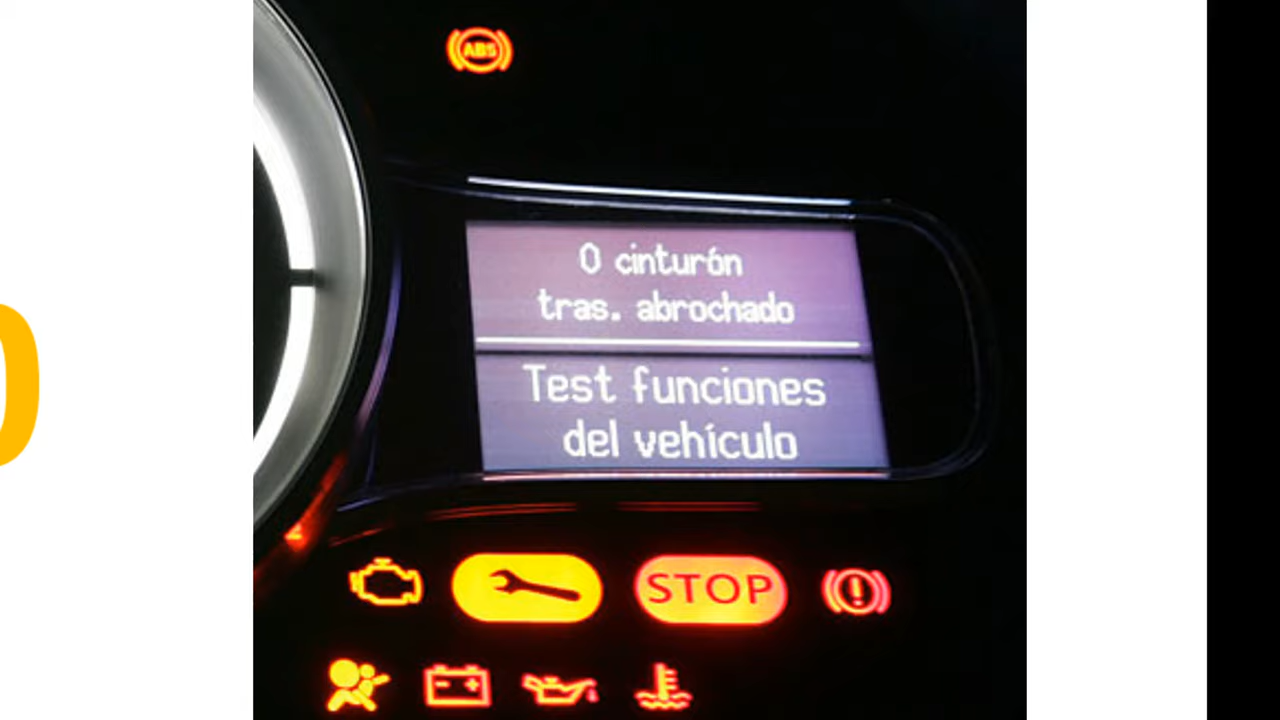 ABS
0 cinturón
tras. abrochado
Test funciones
del vehículo
STOP